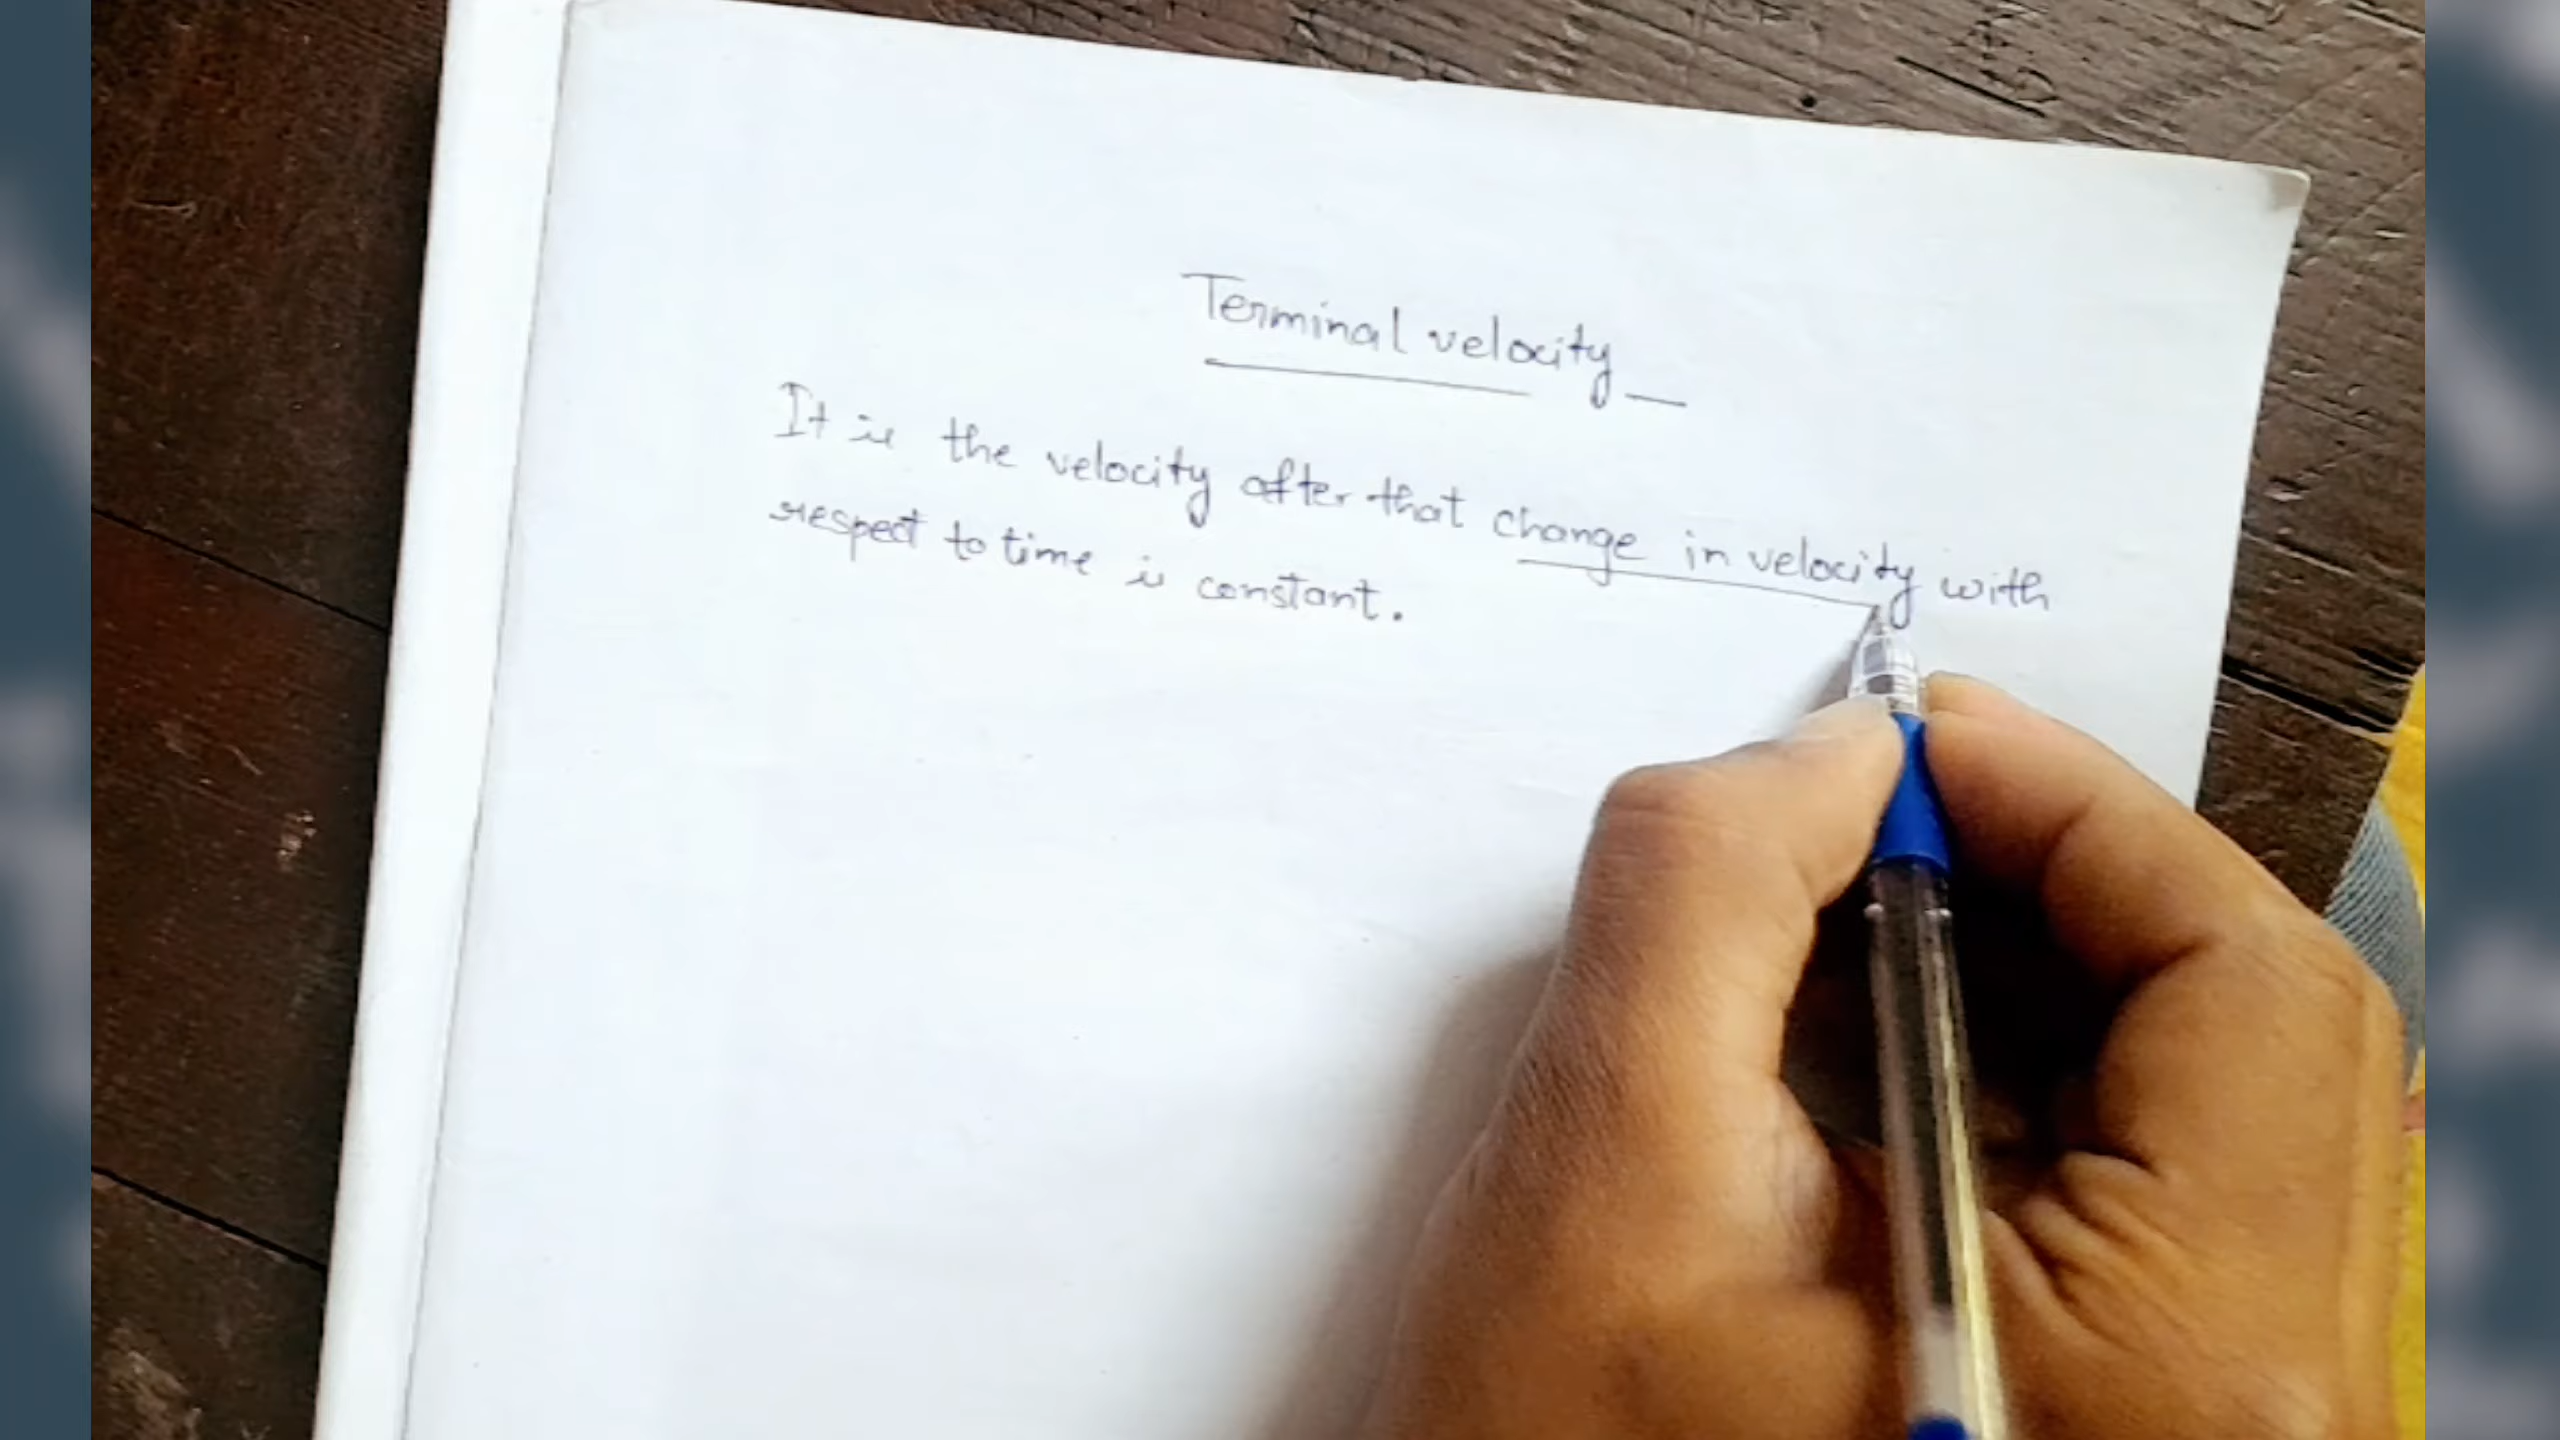 Terminal velocity
It is the velocity after that change in velocity with
respect to time is constant.